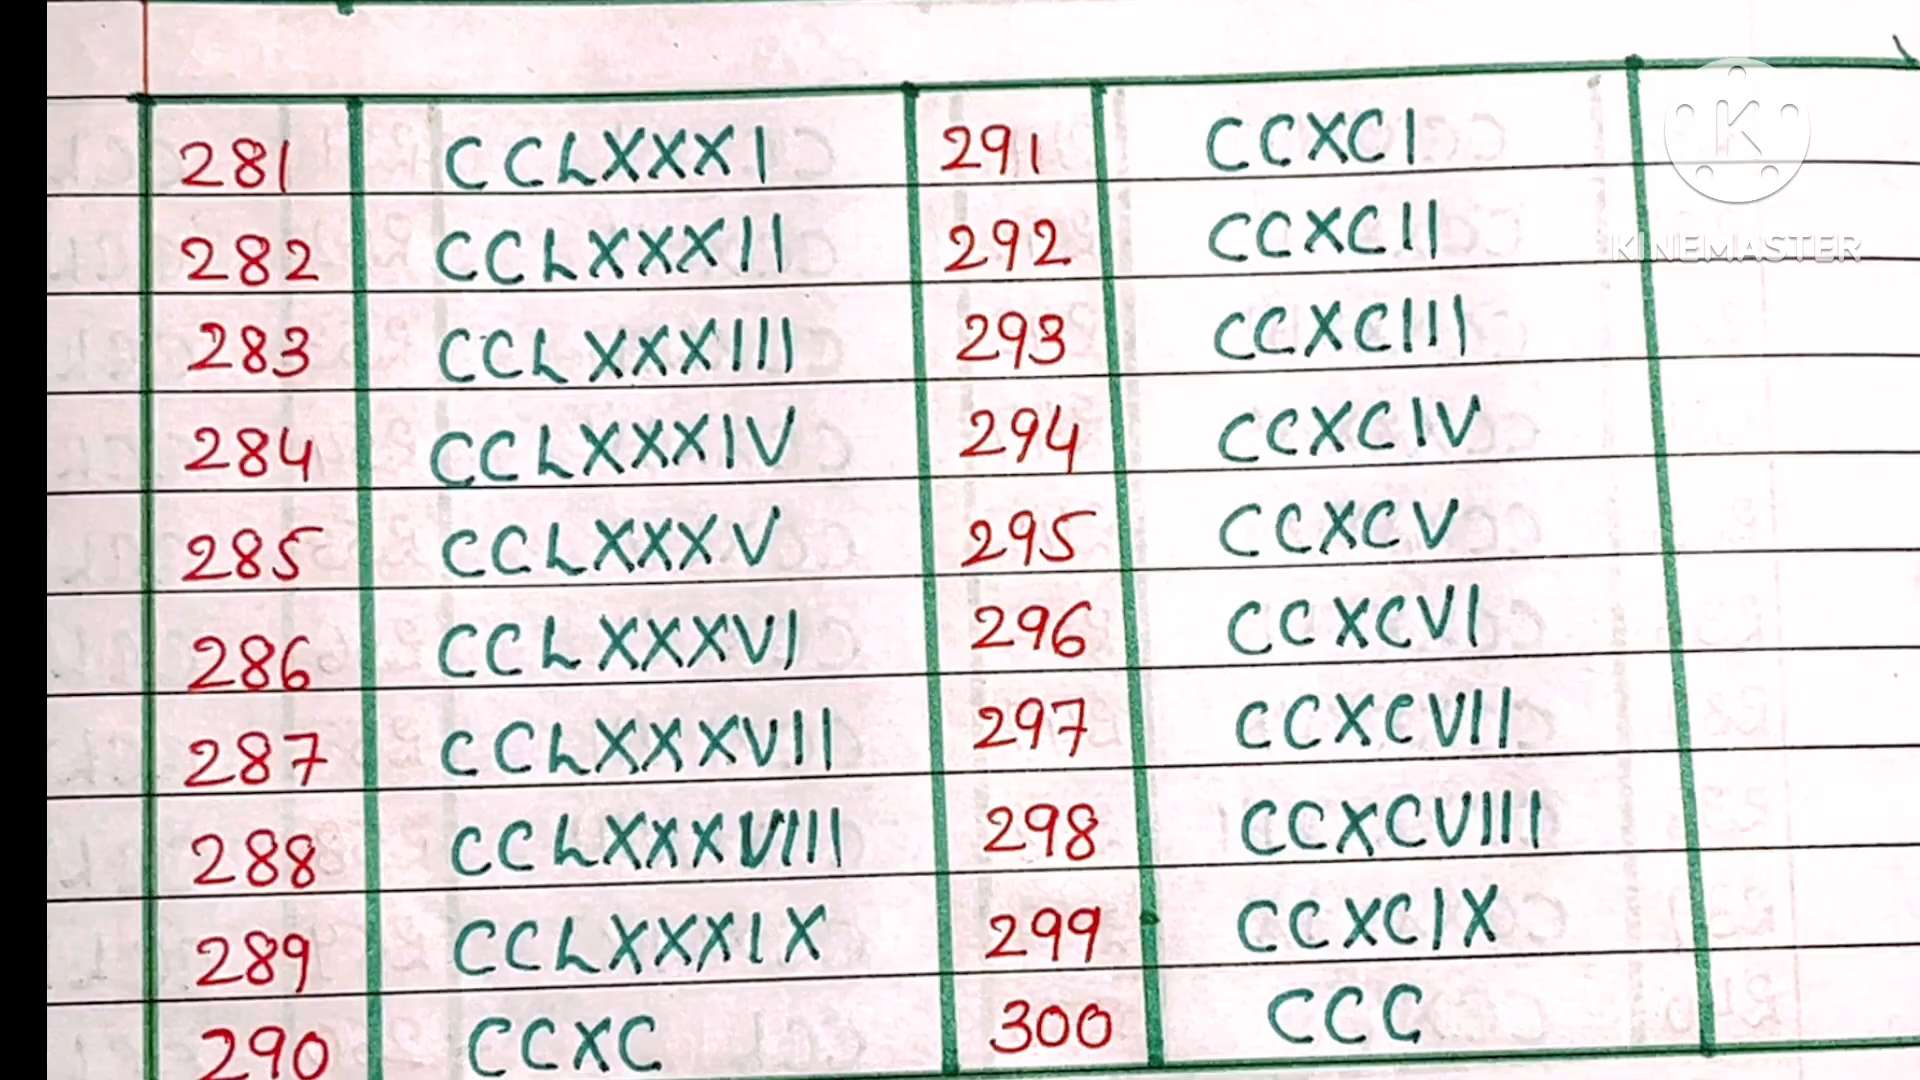 281 CCLXXXI 291 CCXCI
282 CCLXXXII 292 CCXCII
283 CCLXXXIII 293 CCXCIII
284 CCLXXXIV 294 CCXCIV
285 CCLXXXV 295 CCXCV
286 CCLXXXVI 296 CCXCVI
287 CCLXXXVII 297 CCXCVII
288 CCLXXXVIII 298 CCXCVIII
289 CCLXXXIX 299 CCXCIX
290 CCXC 300 CCC
K
KINEMASTER